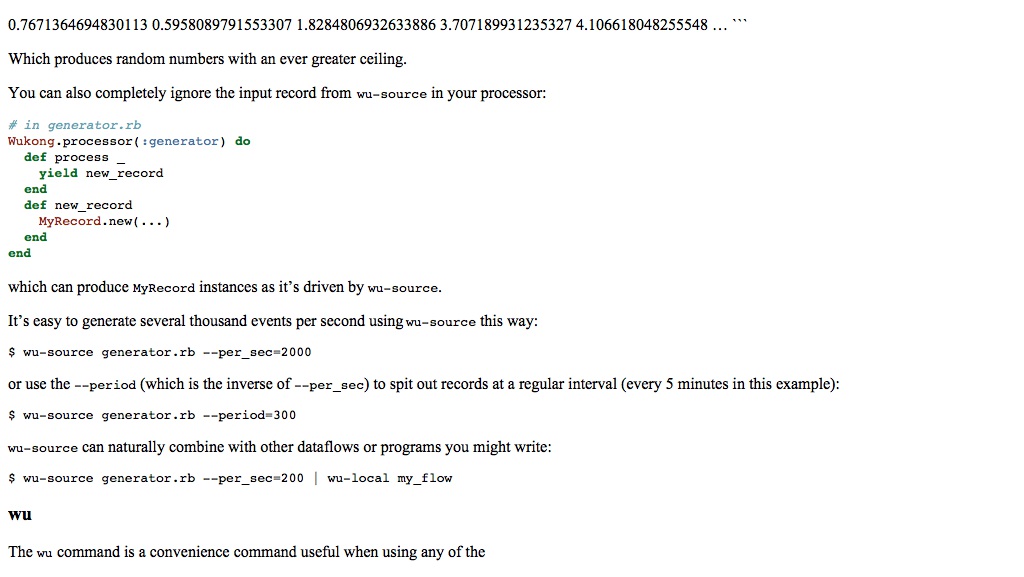 0.7671364694830113 0.5958089791553307 1.8284806932633886 3.707189931235327 4.106618048255548 … ```
Which produces random numbers with an ever greater ceiling.
You can also completely ignore the input record from wu-source in your processor:
# in generator.rb
Wukong.processor(:generator) do
  def process _
    yield new_record
  end
  def new_record
    MyRecord.new(...)
  end
end
which can produce MyRecord instances as it’s driven by wu-source.
It’s easy to generate several thousand events per second using wu-source this way:
$ wu-source generator.rb --per_sec=2000
or use the --period (which is the inverse of --per_sec) to spit out records at a regular interval (every 5 minutes in this example):
$ wu-source generator.rb --period=300
wu-source can naturally combine with other dataflows or programs you might write:
$ wu-source generator.rb --per_sec=200 | wu-local my_flow
wu
The wu command is a convenience command useful when using any of the